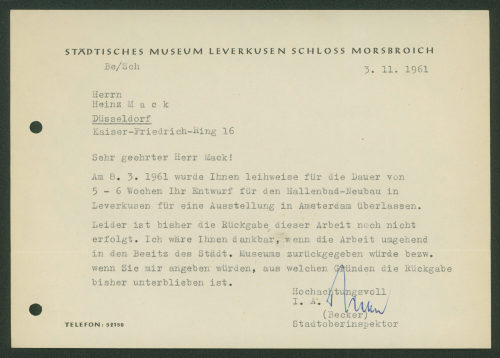 STÄDTISCHES MUSEUM LEVERKUSEN SCHLOSS MORSBROICH
Be/Sch
3. 11. 1961
Herrn
Heinz M a c k
Düsseldorf
Kaiser-Friedrich-Ring 16
Sehr geehrter Herr Mack!
Am 8. 3. 1961 wurde Ihnen leihweise für die Dauer von
5 - 6 Wochen Ihr Entwurf für den Hallenbad-Neubau in
Leverkusen für eine Ausstellung in Amsterdam überlassen.
Leider ist bisher die Rückgabe dieser Arbeit noch nicht
erfolgt. Ich wäre Ihnen dankbar, wenn die Arbeit umgehend
in den Besitz des Städt. Museums zurückgegeben würde bezw.
wenn Sie mir angeben würden, aus welchen Gründen die Rückgabe
bisher unterblieben ist.
Hochachtungsvoll
I. A.
(Becker)
Stadtoberinspektor
TELEFON: 52150